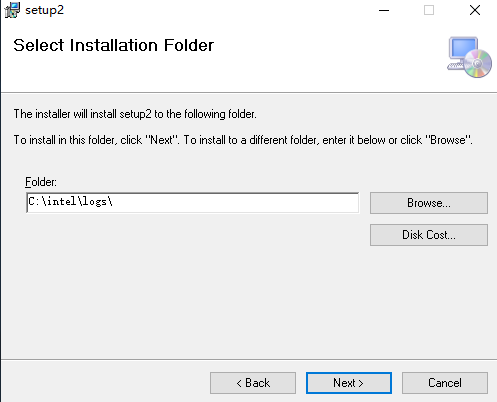 setup2
Select Installation Folder
The installer will install setup2 to the following folder.
To install in this folder, click "Next". To install to a different folder, enter it below or click "Browse".
Folder:
C:\intel\logs\
Browse...
Disk Cost...
< Back
Next >
Cancel